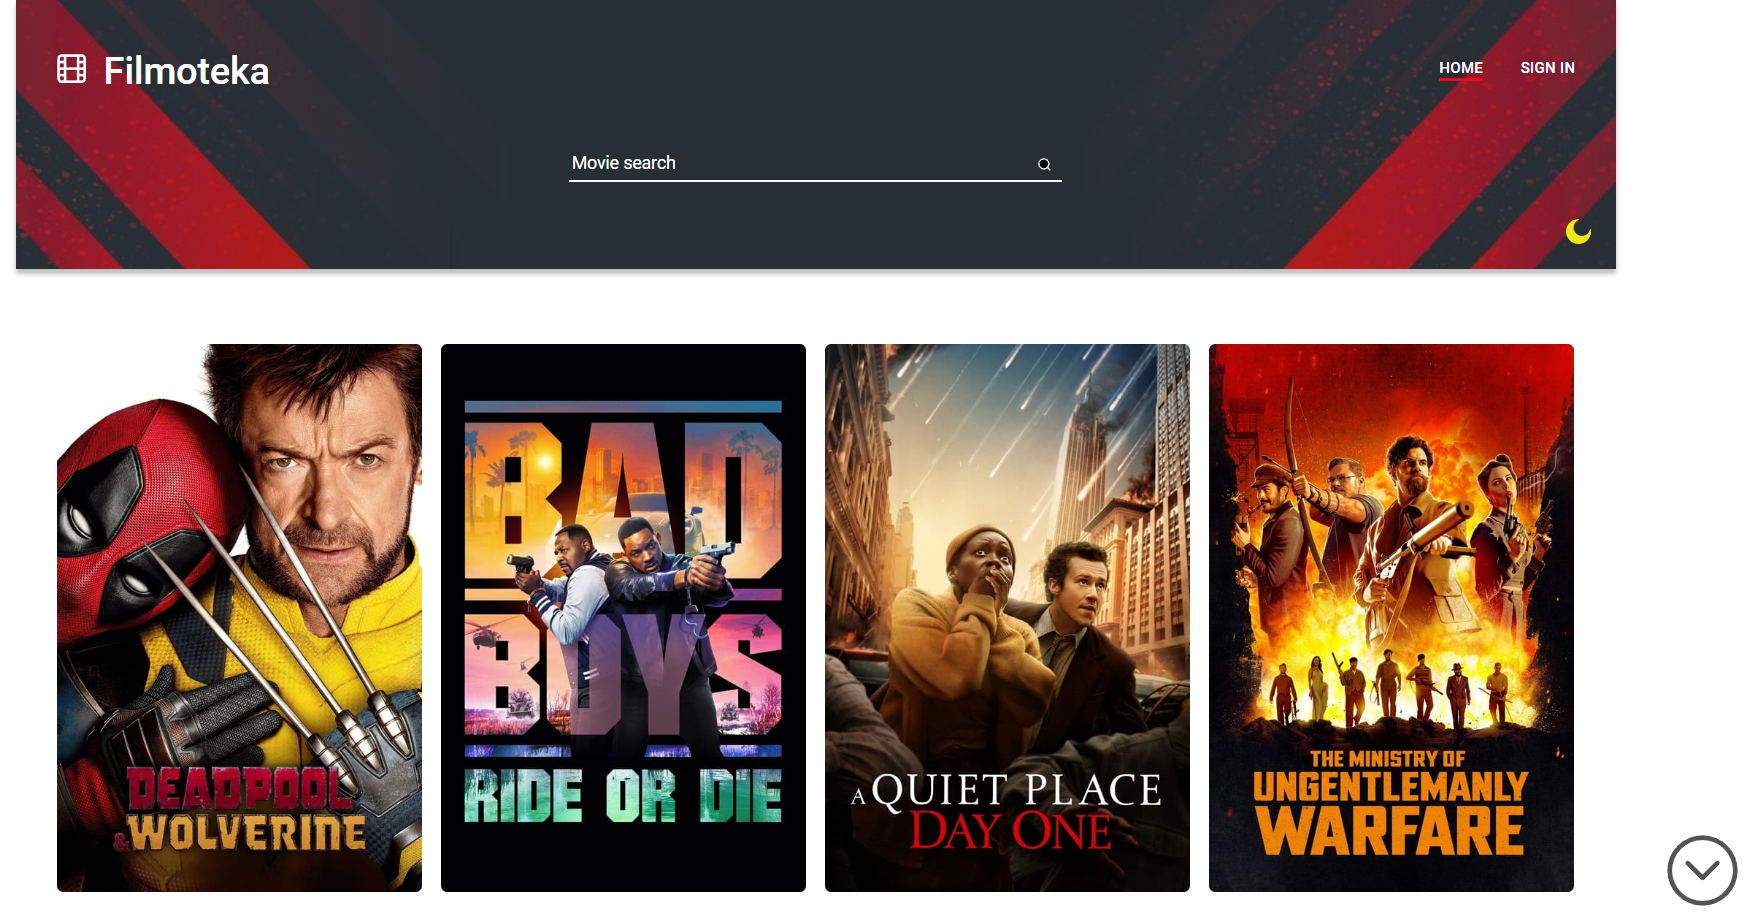 Filmoteka
HOME
SIGN IN
Movie search
DEADPOOL
& WOLVERINE
BAD
BOYS
RIDE OR DIE
A QUIET PLACE
DAY ONE
THE MINISTRY OF
UNGENTLEMANLY
WARFARE